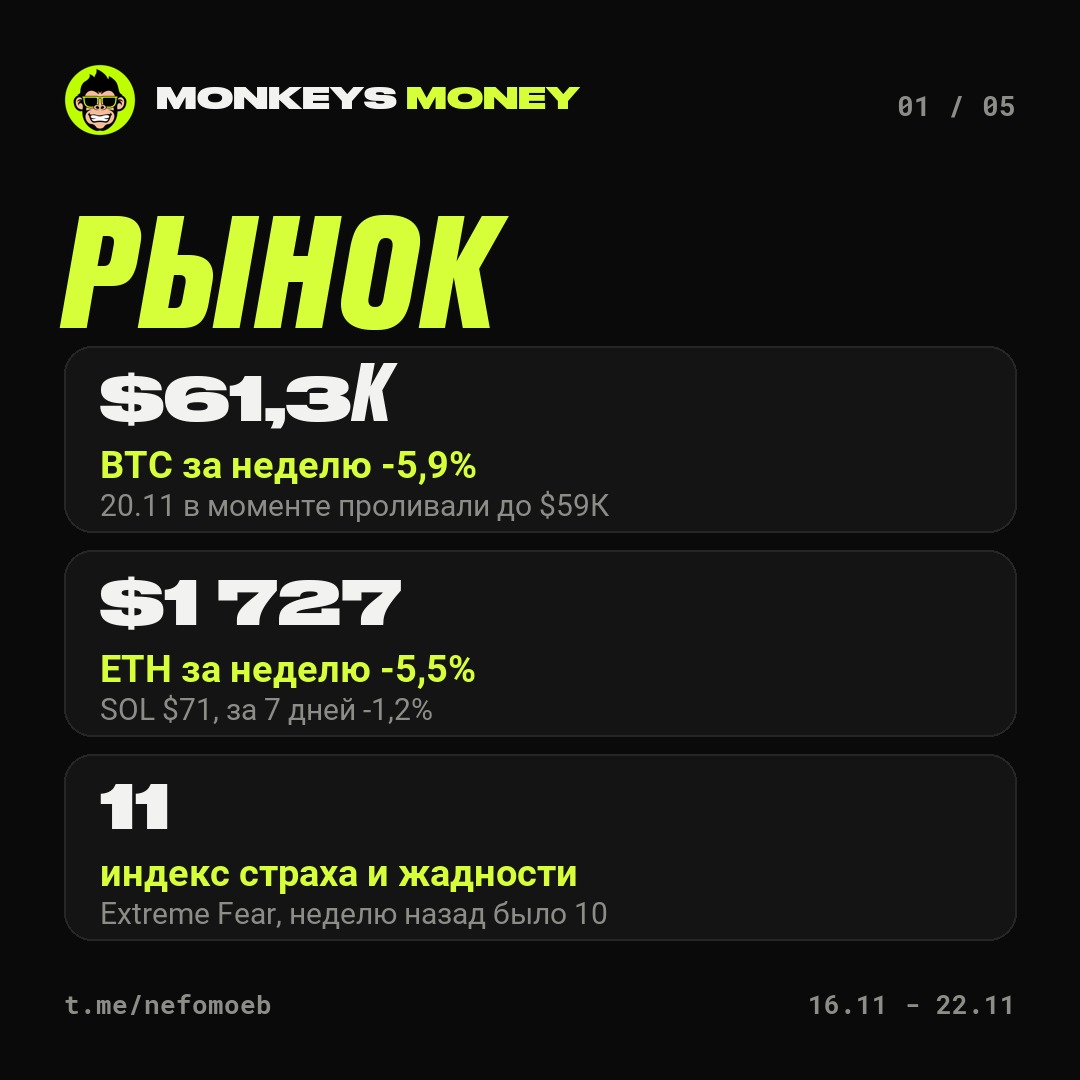 MONKEYS MONEY
01 / 05
РЫНОК
$61,3К
BTC за неделю -5,9%
20.11 в моменте проливали до $59К
$1 727
ETH за неделю -5,5%
SOL $71, за 7 дней -1,2%
11
индекс страха и жадности
Extreme Fear, неделю назад было 10
t.me/nefomoeb
16.11 - 22.11